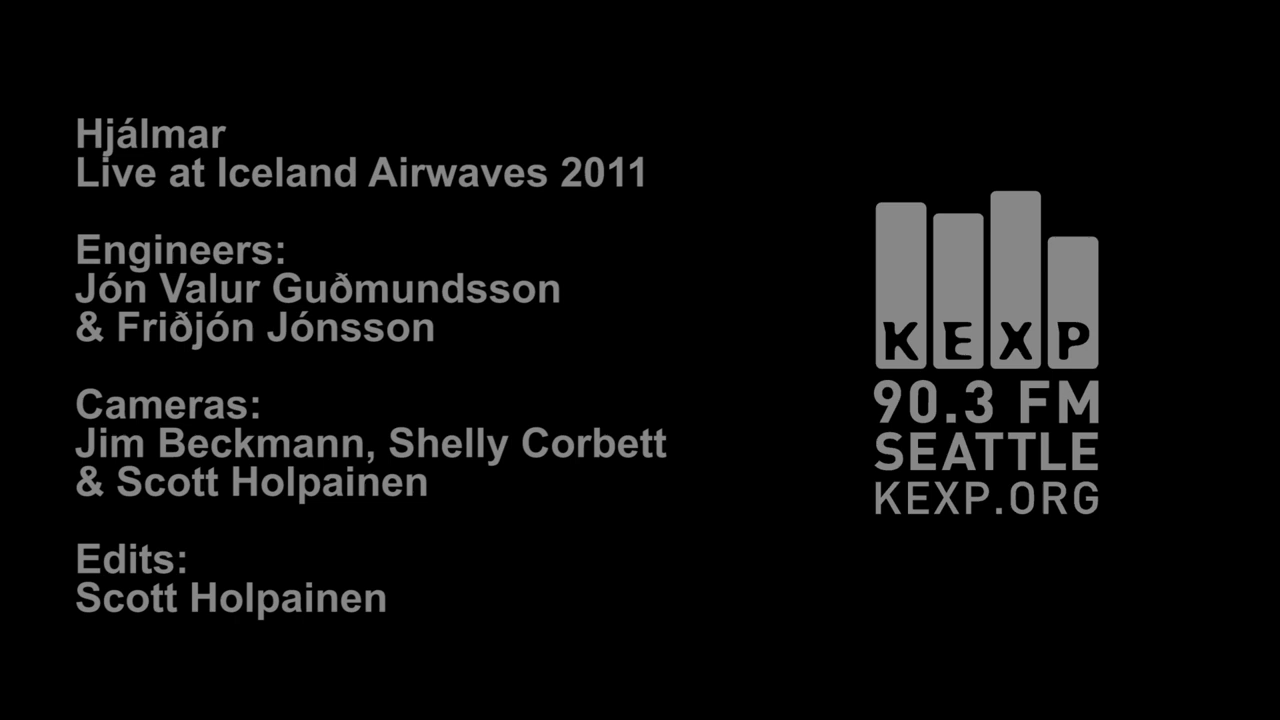 Hjálmar
Live at Iceland Airwaves 2011
Engineers:
Jón Valur Guðmundsson
& Friðjón Jónsson
Cameras:
Jim Beckmann, Shelly Corbett
& Scott Holpainen
Edits:
Scott Holpainen
KEXP
90.3 FM
SEATTLE
KEXP.ORG